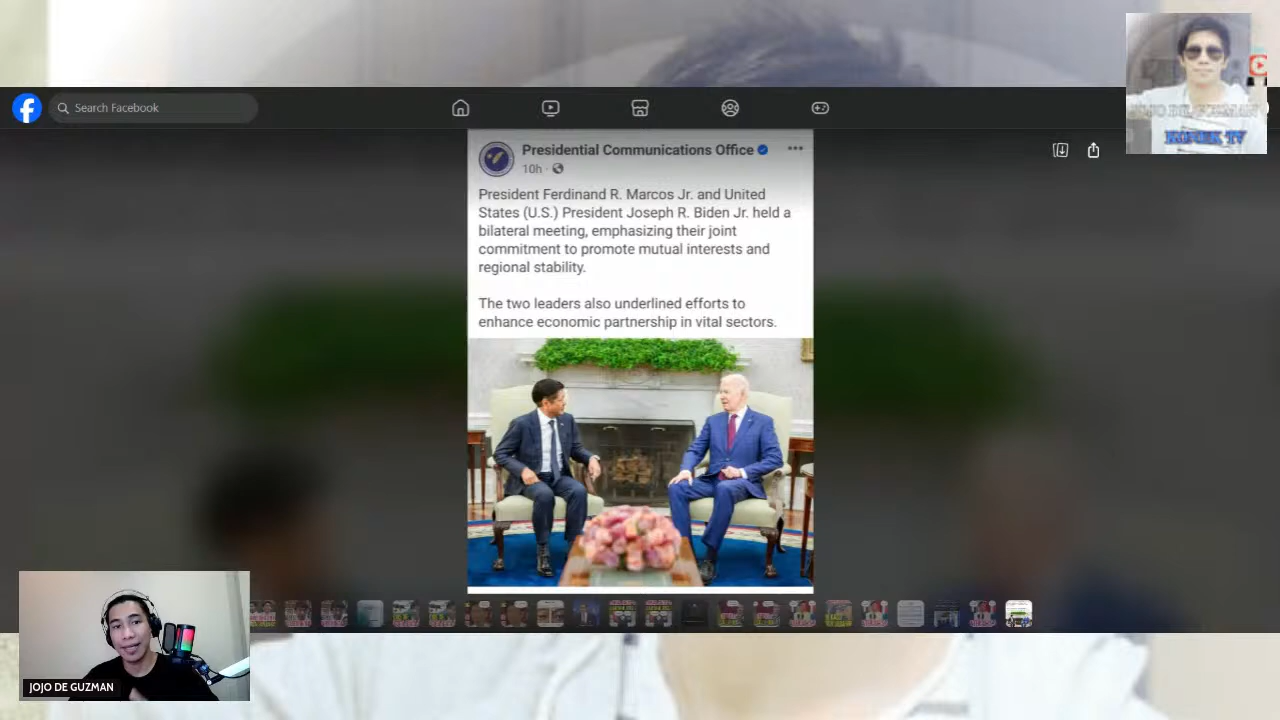 Search Facebook
Presidential Communications Office
10h
President Ferdinand R. Marcos Jr. and United
States (U.S.) President Joseph R. Biden Jr. held a
bilateral meeting, emphasizing their joint
commitment to promote mutual interests and
regional stability.
The two leaders also underlined efforts to
enhance economic partnership in vital sectors.
JOJO DE GUZMAN